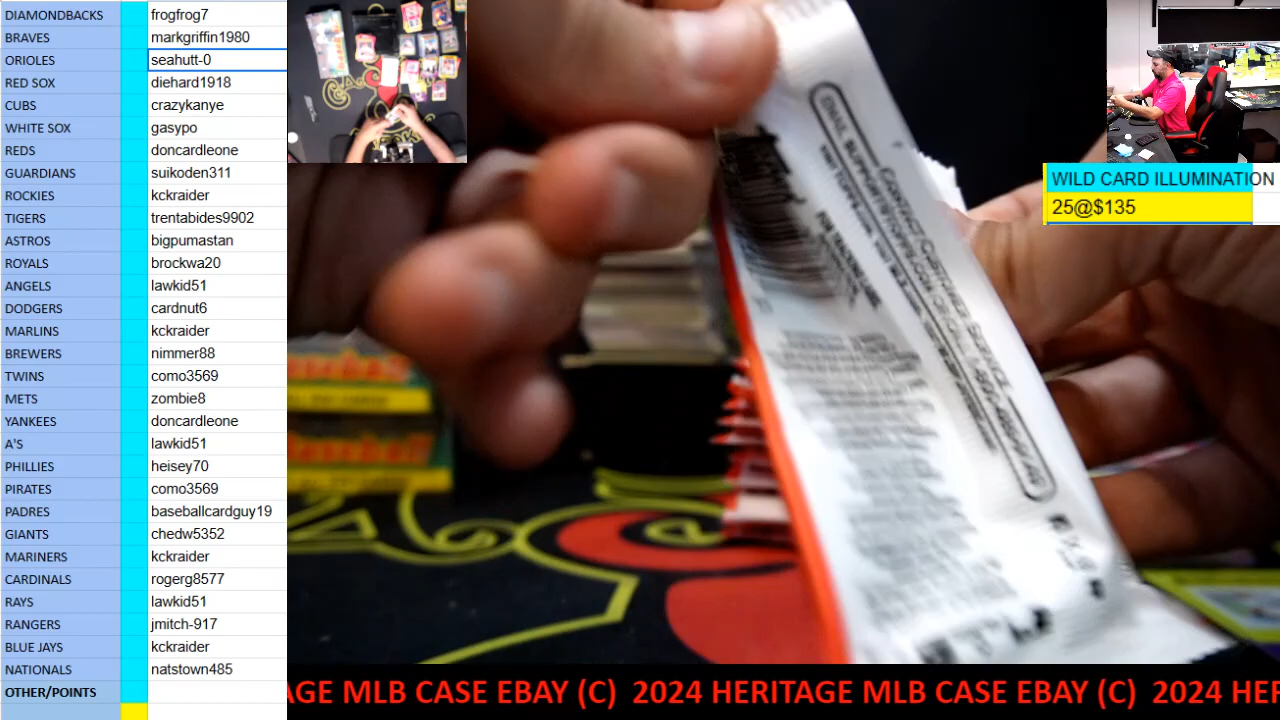 DIAMONDBACKS frogfrog7
BRAVES markgriffin1980
ORIOLES seahutt-0
RED SOX diehard1918
CUBS crazykanye
WHITE SOX gasypo
REDS doncardleone
GUARDIANS suikoden311
ROCKIES kckraider
TIGERS trentabides9902
ASTROS bigpumastan
ROYALS brockwa20
ANGELS lawkid51
DODGERS cardnut6
MARLINS kckraider
BREWERS nimmer88
TWINS como3569
METS zombie8
YANKEES doncardleone
A'S lawkid51
PHILLIES heisey70
PIRATES como3569
PADRES baseballcardguy19
GIANTS chedw5352
MARINERS kckraider
CARDINALS rogerg8577
RAYS lawkid51
RANGERS jmitch-917
BLUE JAYS kckraider
NATIONALS natstown485
OTHER/POINTS
WILD CARD ILLUMINATION
25@$135
CONTACT CUSTOMER SERVICE
AGE MLB CASE EBAY (C) 2024 HERITAGE MLB CASE EBAY (C) 2024 HER